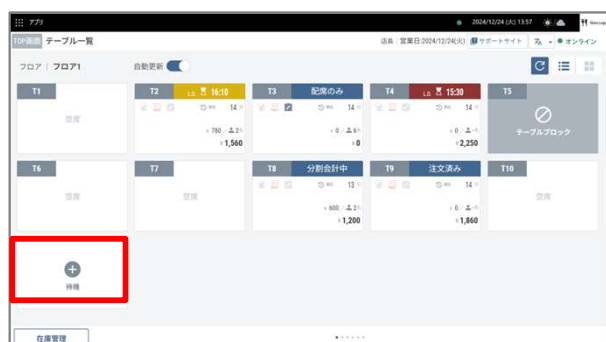 アプリ 2024/12/24 (火) 13:57
TOP画面 テーブル一覧 店長 営業日:2024/12/24(火) サポートサイト オンライン
フロア フロア1 自動更新
T1 T2 L.O. 16:10 T3 配席のみ T4 L.O. 15:30 T5
空席 14 14 14
780 / 2 0 / 0 / テーブルブロック
1,560 0 2,250
T6 T7 T8 分割会計中 T9 注文済み T10
空席 空席 13 14 空席
600 / 2 0 /
1,200 1,860
待機
在庫管理